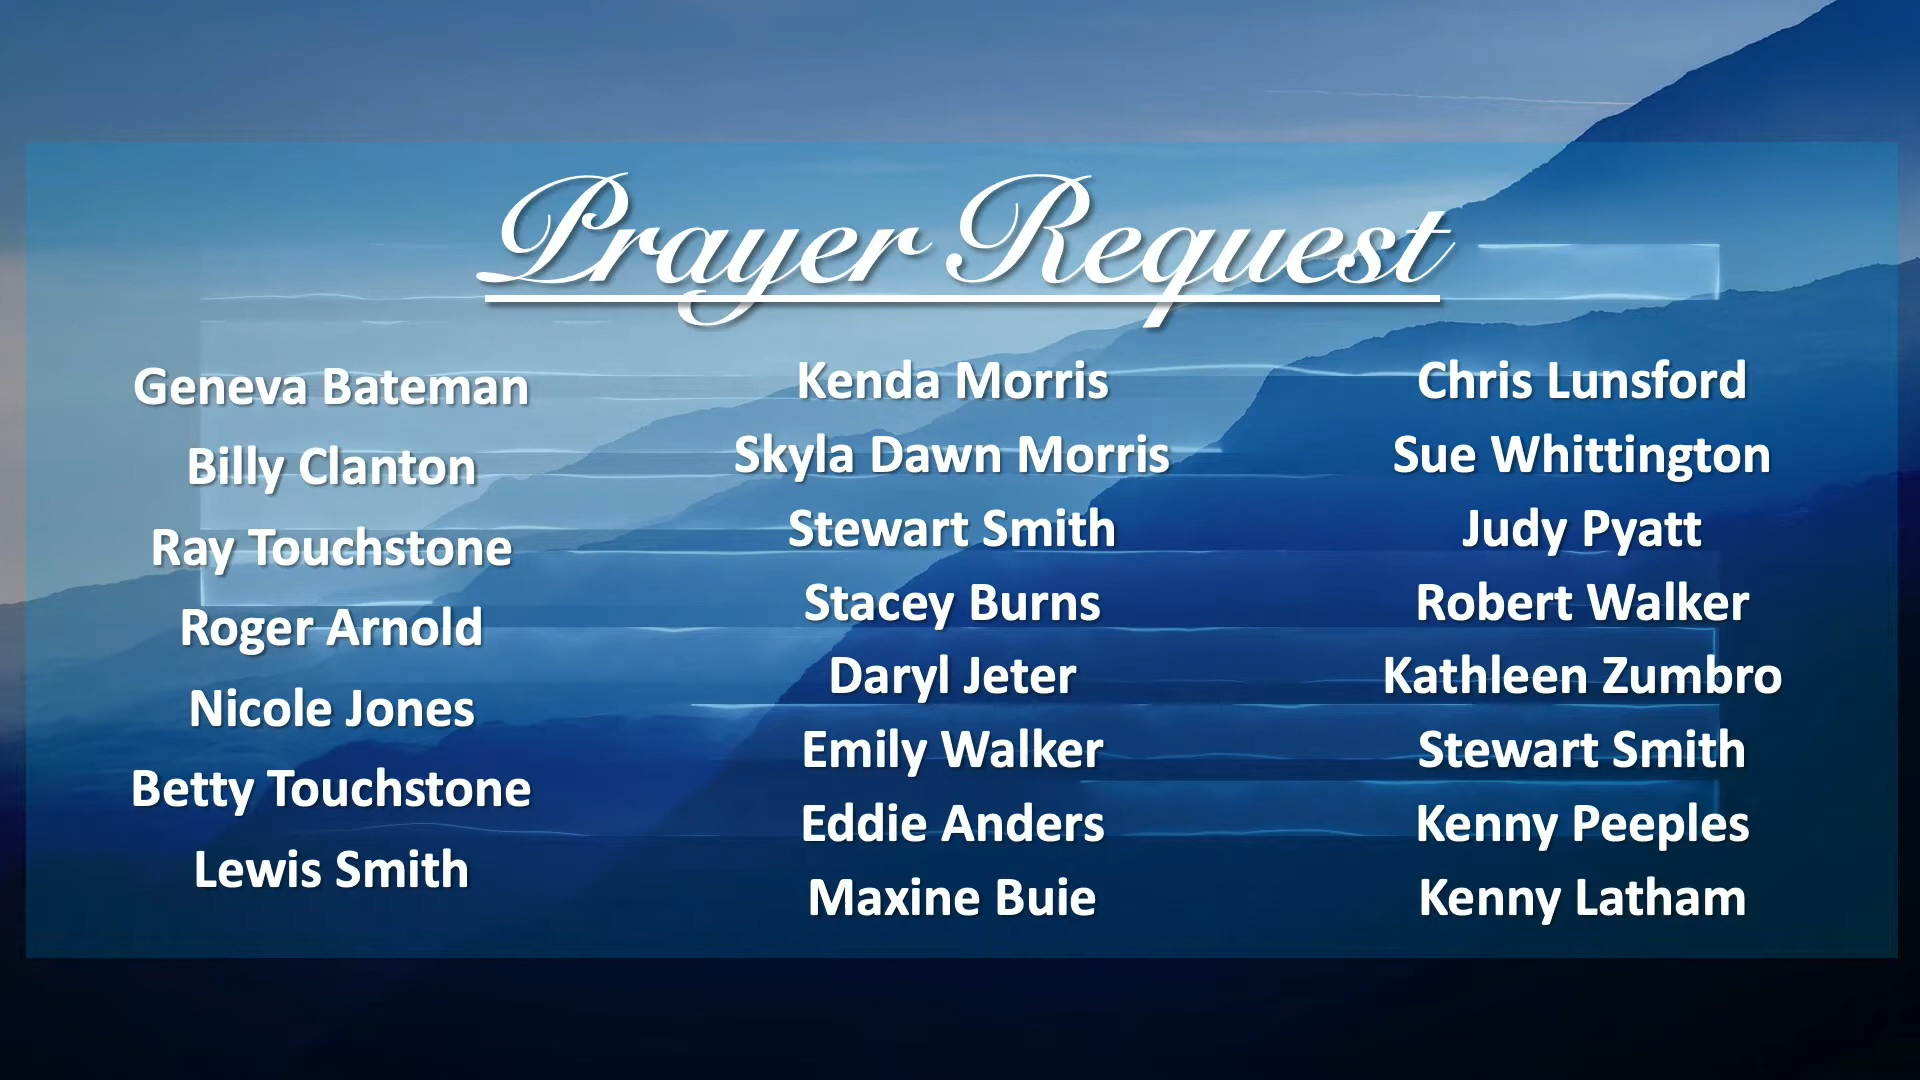 Prayer Request
Geneva Bateman
Billy Clanton
Ray Touchstone
Roger Arnold
Nicole Jones
Betty Touchstone
Lewis Smith
Kenda Morris
Skyla Dawn Morris
Stewart Smith
Stacey Burns
Daryl Jeter
Emily Walker
Eddie Anders
Maxine Buie
Chris Lunsford
Sue Whittington
Judy Pyatt
Robert Walker
Kathleen Zumbro
Stewart Smith
Kenny Peeples
Kenny Latham